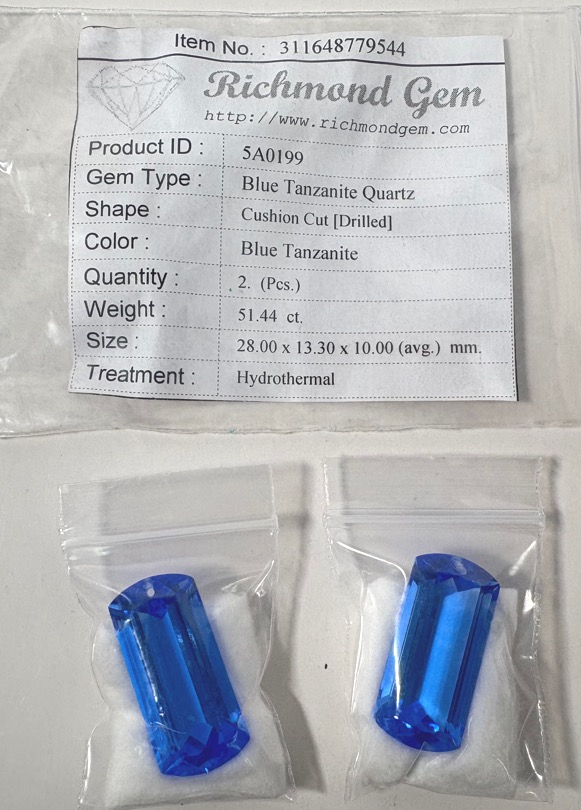 Item No. : 311648779544
Richmond Gem
http://www.richmondgem.com
Product ID : 5A0199
Gem Type : Blue Tanzanite Quartz
Shape : Cushion Cut [Drilled]
Color : Blue Tanzanite
Quantity : 2. (Pcs.)
Weight : 51.44 ct.
Size : 28.00 x 13.30 x 10.00 (avg.) mm.
Treatment : Hydrothermal